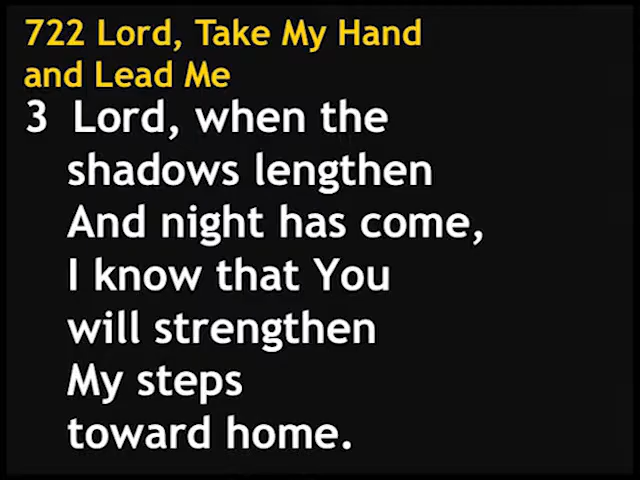 722 Lord, Take My Hand
and Lead Me
3 Lord, when the
shadows lengthen
And night has come,
I know that You
will strengthen
My steps
toward home.